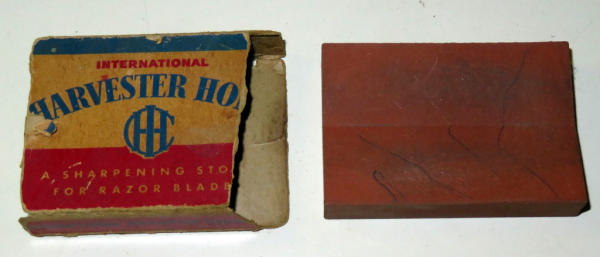 INTERNATIONAL
HARVESTER HO
IHC
A SHARPENING STO
FOR RAZOR BLADE